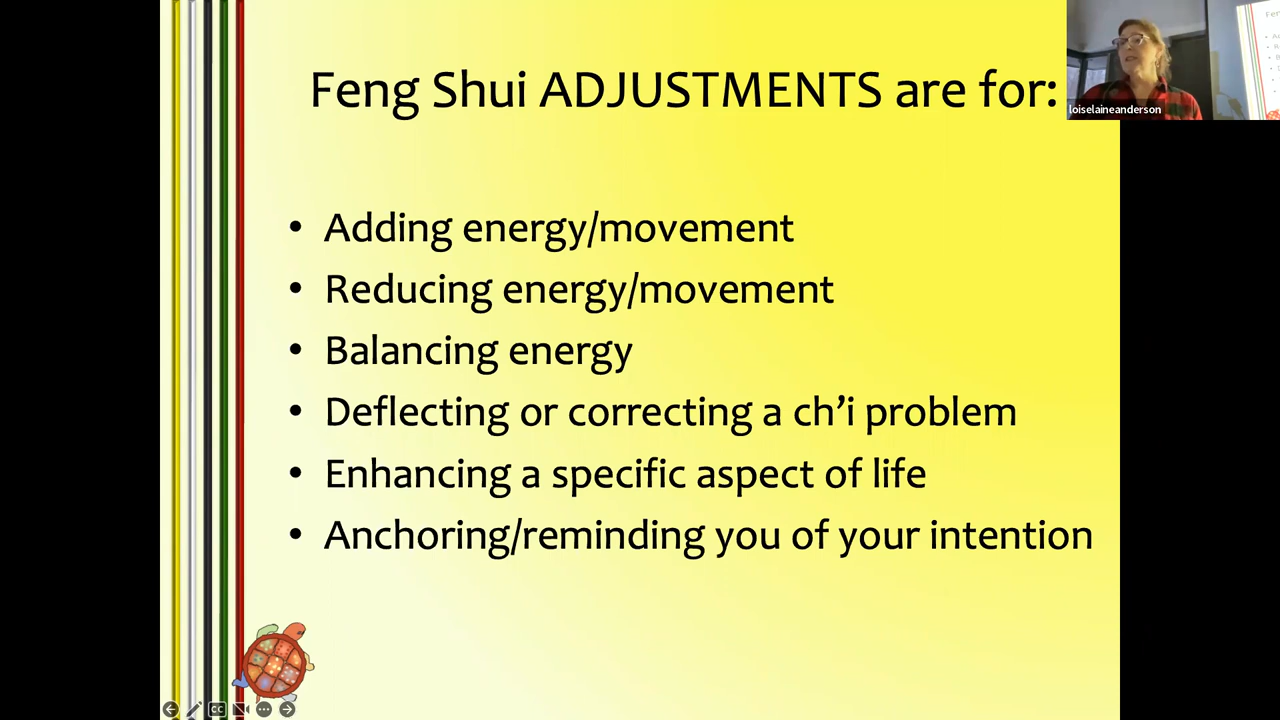 Feng Shui ADJUSTMENTS are for:
loiselaineanderson
• Adding energy/movement
• Reducing energy/movement
• Balancing energy
• Deflecting or correcting a ch’i problem
• Enhancing a specific aspect of life
• Anchoring/reminding you of your intention
CC